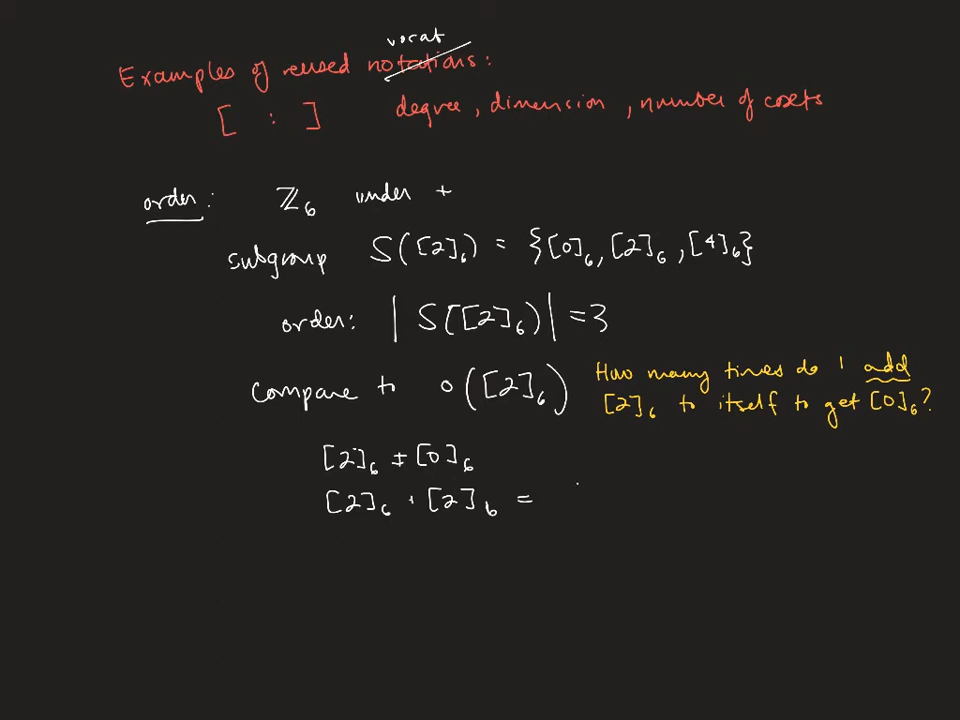 vocab
Examples of reused notations:
[ : ] degree, dimension, number of cosets
order: ℤ₆ under +
subgroup S([2]₆) = {[0]₆, [2]₆, [4]₆}
order: |S([2]₆)| = 3
compare to o([2]₆) How many times do I add
[2]₆ to itself to get [0]₆?
[2]₆ ≠ [0]₆
[2]₆ + [2]₆ =